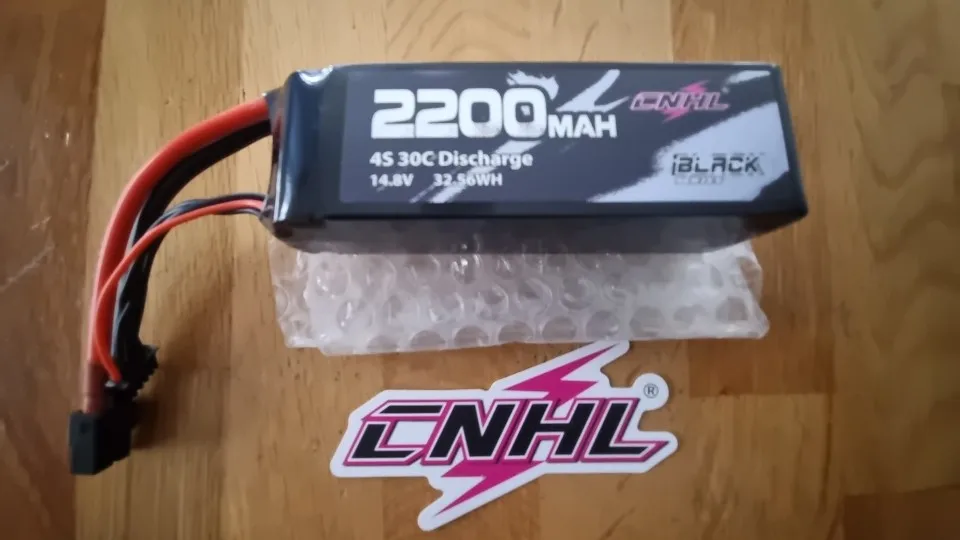 2200MAH
CNHL
4S 30C Discharge
14.8V 32.56WH
BLACK
CNHL®